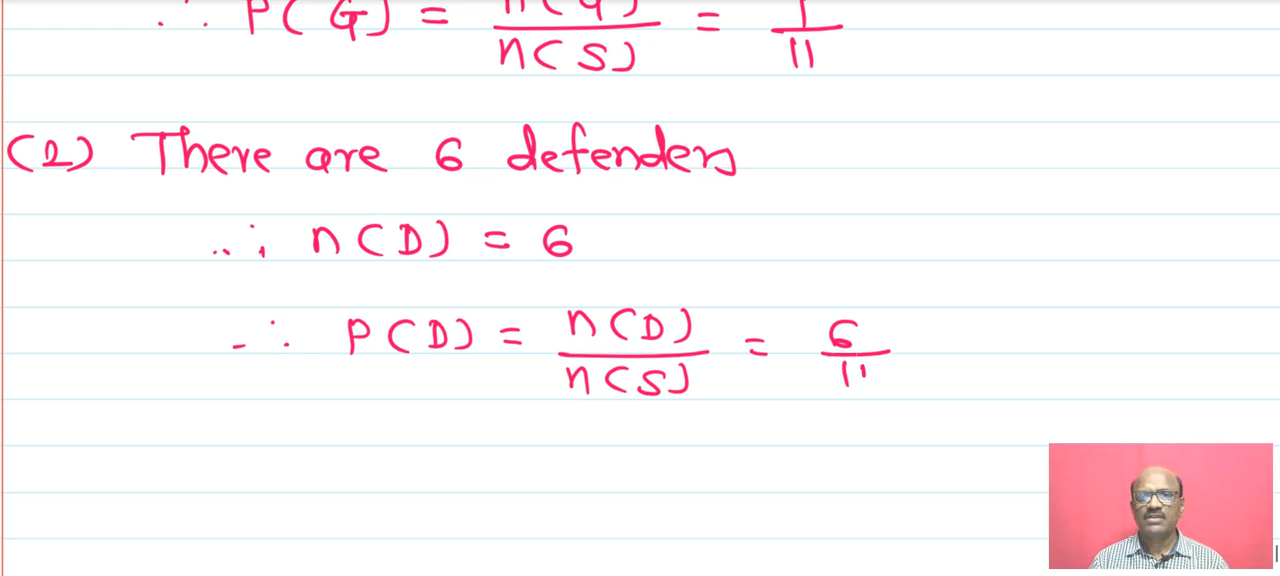 ∴ P(G) = n(G)/n(S) = 1/11
(2) There are 6 defenders
∴ n(D) = 6
∴ P(D) = n(D)/n(S) = 6/11